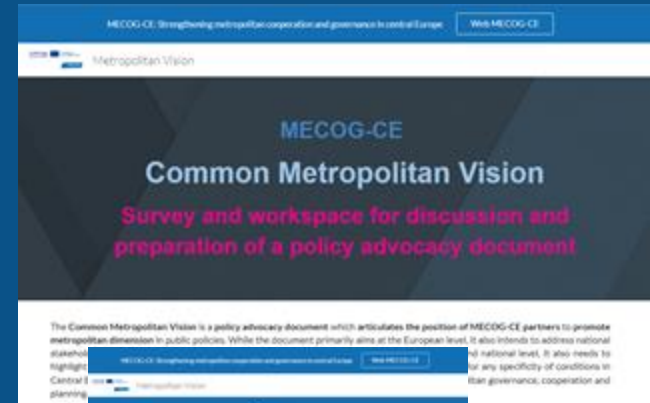 MECOG-CE: Strengthening metropolitan cooperation and governance in central Europe Web MECOG-CE
Metropolitan Vision
MECOG-CE
Common Metropolitan Vision
Survey and workspace for discussion and
preparation of a policy advocacy document
The Common Metropolitan Vision is a policy advocacy document which articulates the position of MECOG-CE partners to promote
metropolitan dimension in public policies. While the document primarily aims at the European level, it also intends to address national
nd national level. It also needs to
highlight for any specificity of conditions in
Central itan governance, cooperation and
planning.
MECOG-CE: Strengthening metropolitan cooperation and governance in central Europe Web MECOG-CE
Metropolitan Vision